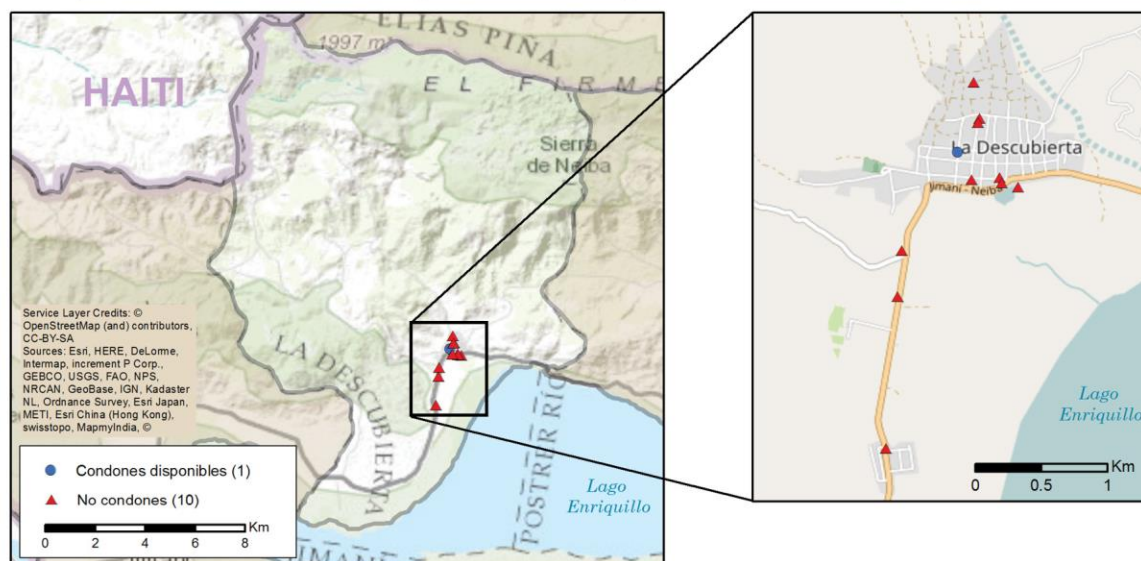 ELIAS PIÑA
1997 m
HAITI
EL FIRME
Sierra
de Neiba
LA DESCUBIERTA
POSTRER RÍO
Lago
Enriquillo
Service Layer Credits: ©
OpenStreetMap (and) contributors,
CC-BY-SA
Sources: Esri, HERE, DeLorme,
Intermap, increment P Corp.,
GEBCO, USGS, FAO, NPS,
NRCAN, GeoBase, IGN, Kadaster
NL, Ordnance Survey, Esri Japan,
METI, Esri China (Hong Kong),
swisstopo, MapmyIndia, ©
Condones disponibles (1)
No condones (10)
Km
0 2 4 6 8
La Descubierta
Jimaní - Neiba
Lago
Enriquillo
Km
0 0.5 1